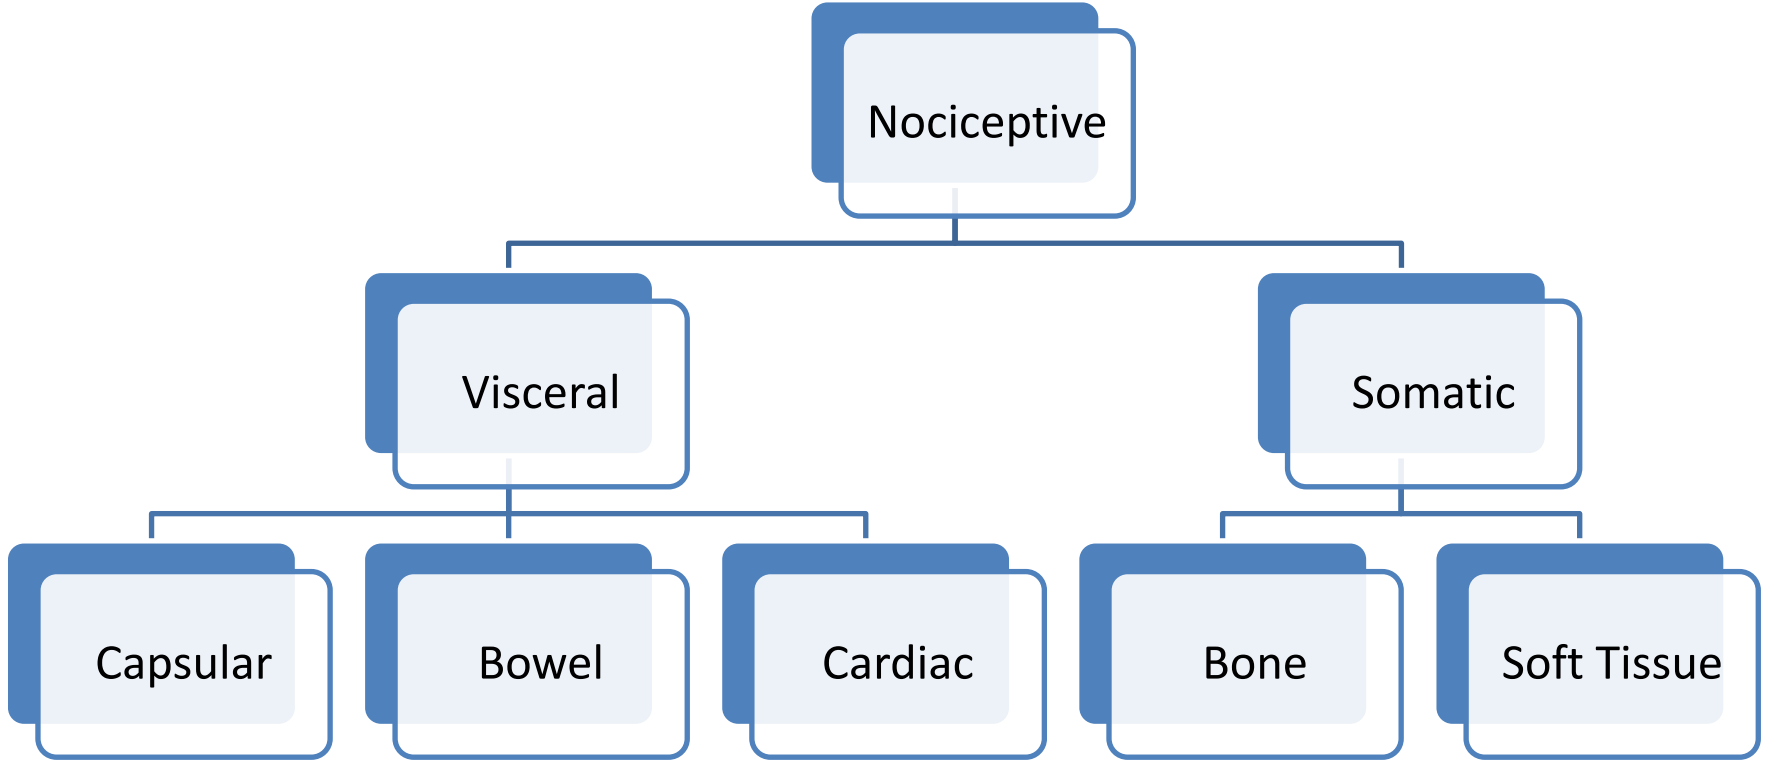 Nociceptive
Visceral
Somatic
Capsular
Bowel
Cardiac
Bone
Soft Tissue